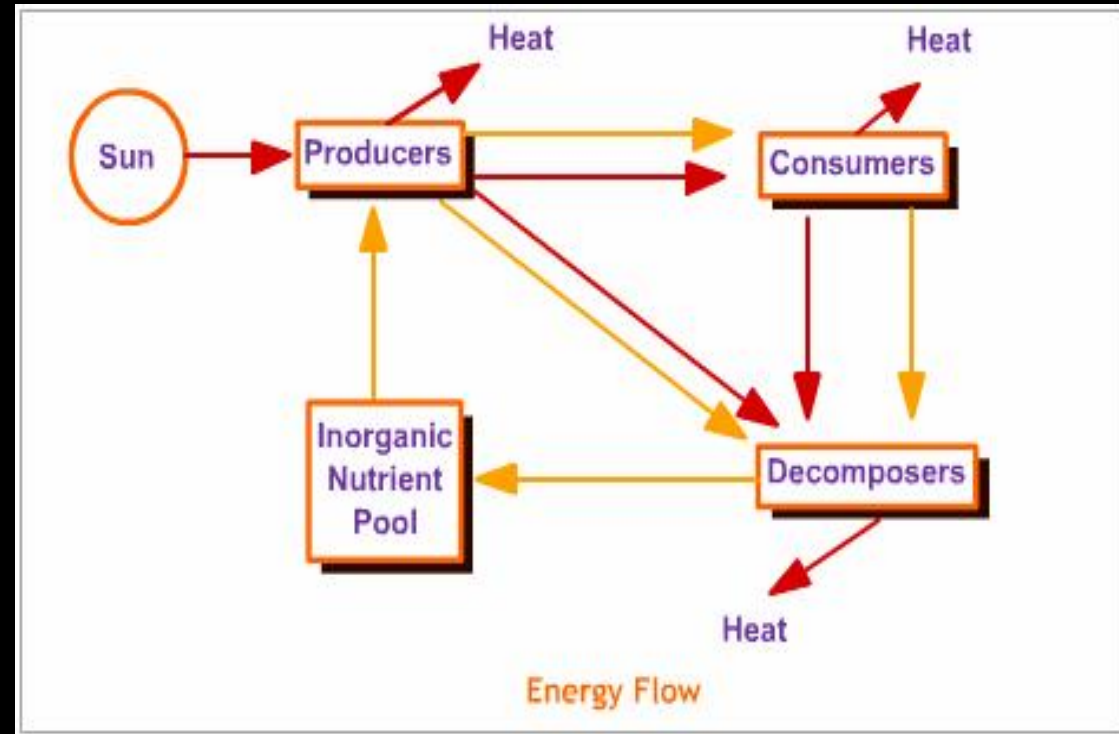 Heat
Heat
Sun
Producers
Consumers
Inorganic
Nutrient
Pool
Decomposers
Heat
Energy Flow